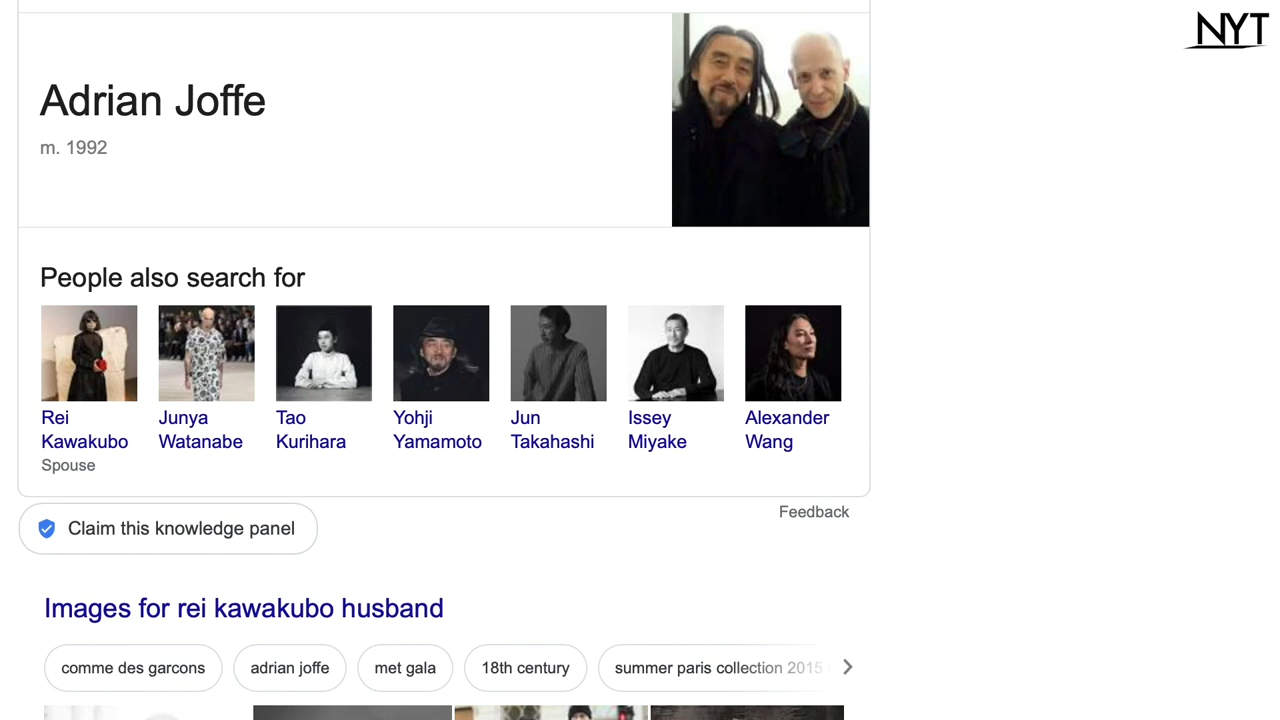 NYT
Adrian Joffe
m. 1992
People also search for
Rei
Kawakubo
Spouse
Junya
Watanabe
Tao
Kurihara
Yohji
Yamamoto
Jun
Takahashi
Issey
Miyake
Alexander
Wang
Feedback
Claim this knowledge panel
Images for rei kawakubo husband
comme des garcons
adrian joffe
met gala
18th century
summer paris collection 2015